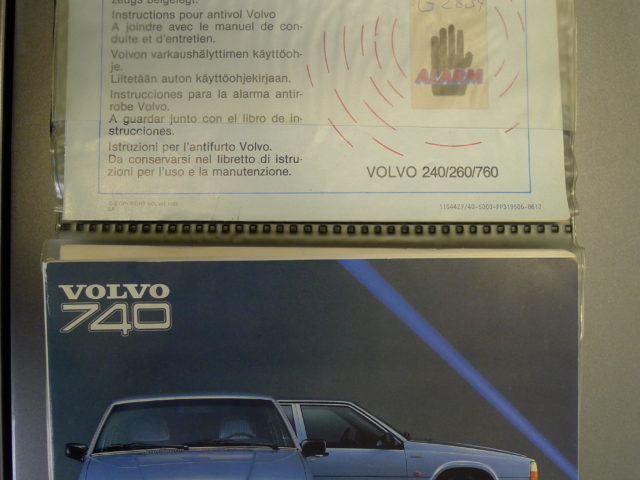 zeugs beigelegt.
Instructions pour antivol Volvo
A joindre avec le manuel de con-
duite et d'entretien.
Volvon varkaushälyttimen käyttöoh-
je.
Liitetään auton käyttöohjekirjaan.
Instrucciones para la alarma antir-
robe Volvo.
A guardar junto con el libro de in-
strucciones.
Istruzioni per l'antifurto Volvo.
Da conservarsi nel libretto di istru-
zioni per l'uso e la manutenzione.
ALARM
VOLVO 240/260/760
VOLVO
740